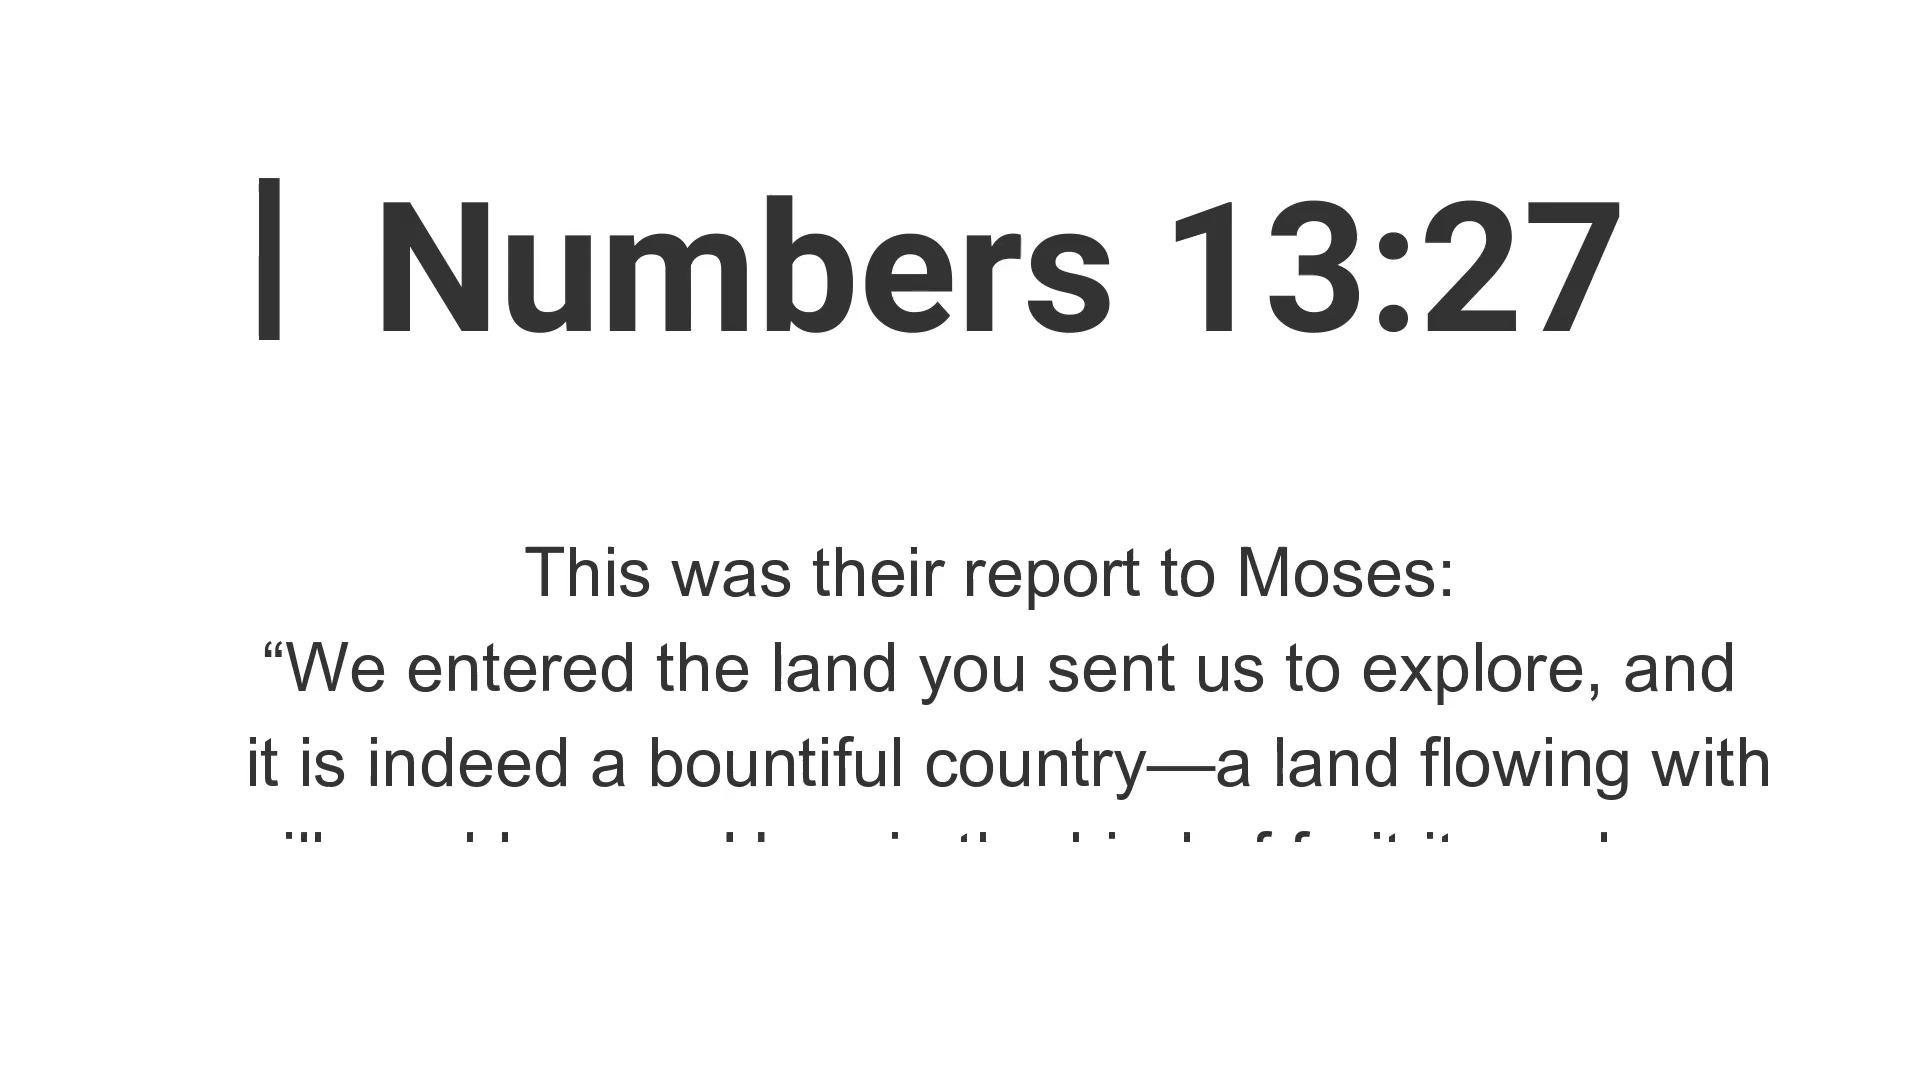 Numbers 13:27
This was their report to Moses:
“We entered the land you sent us to explore, and
it is indeed a bountiful country—a land flowing with